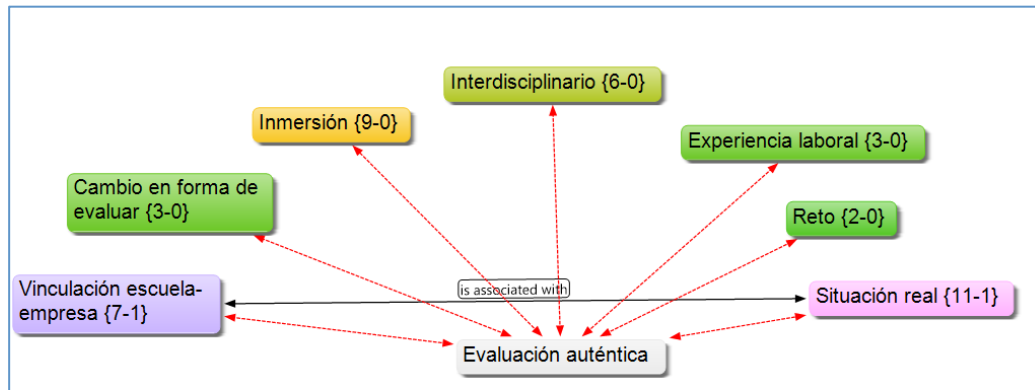 Interdisciplinario {6-0}
Inmersión {9-0}
Experiencia laboral {3-0}
Cambio en forma de
evaluar {3-0}
Reto {2-0}
Vinculación escuela-
empresa {7-1}
is associated with
Situación real {11-1}
Evaluación auténtica